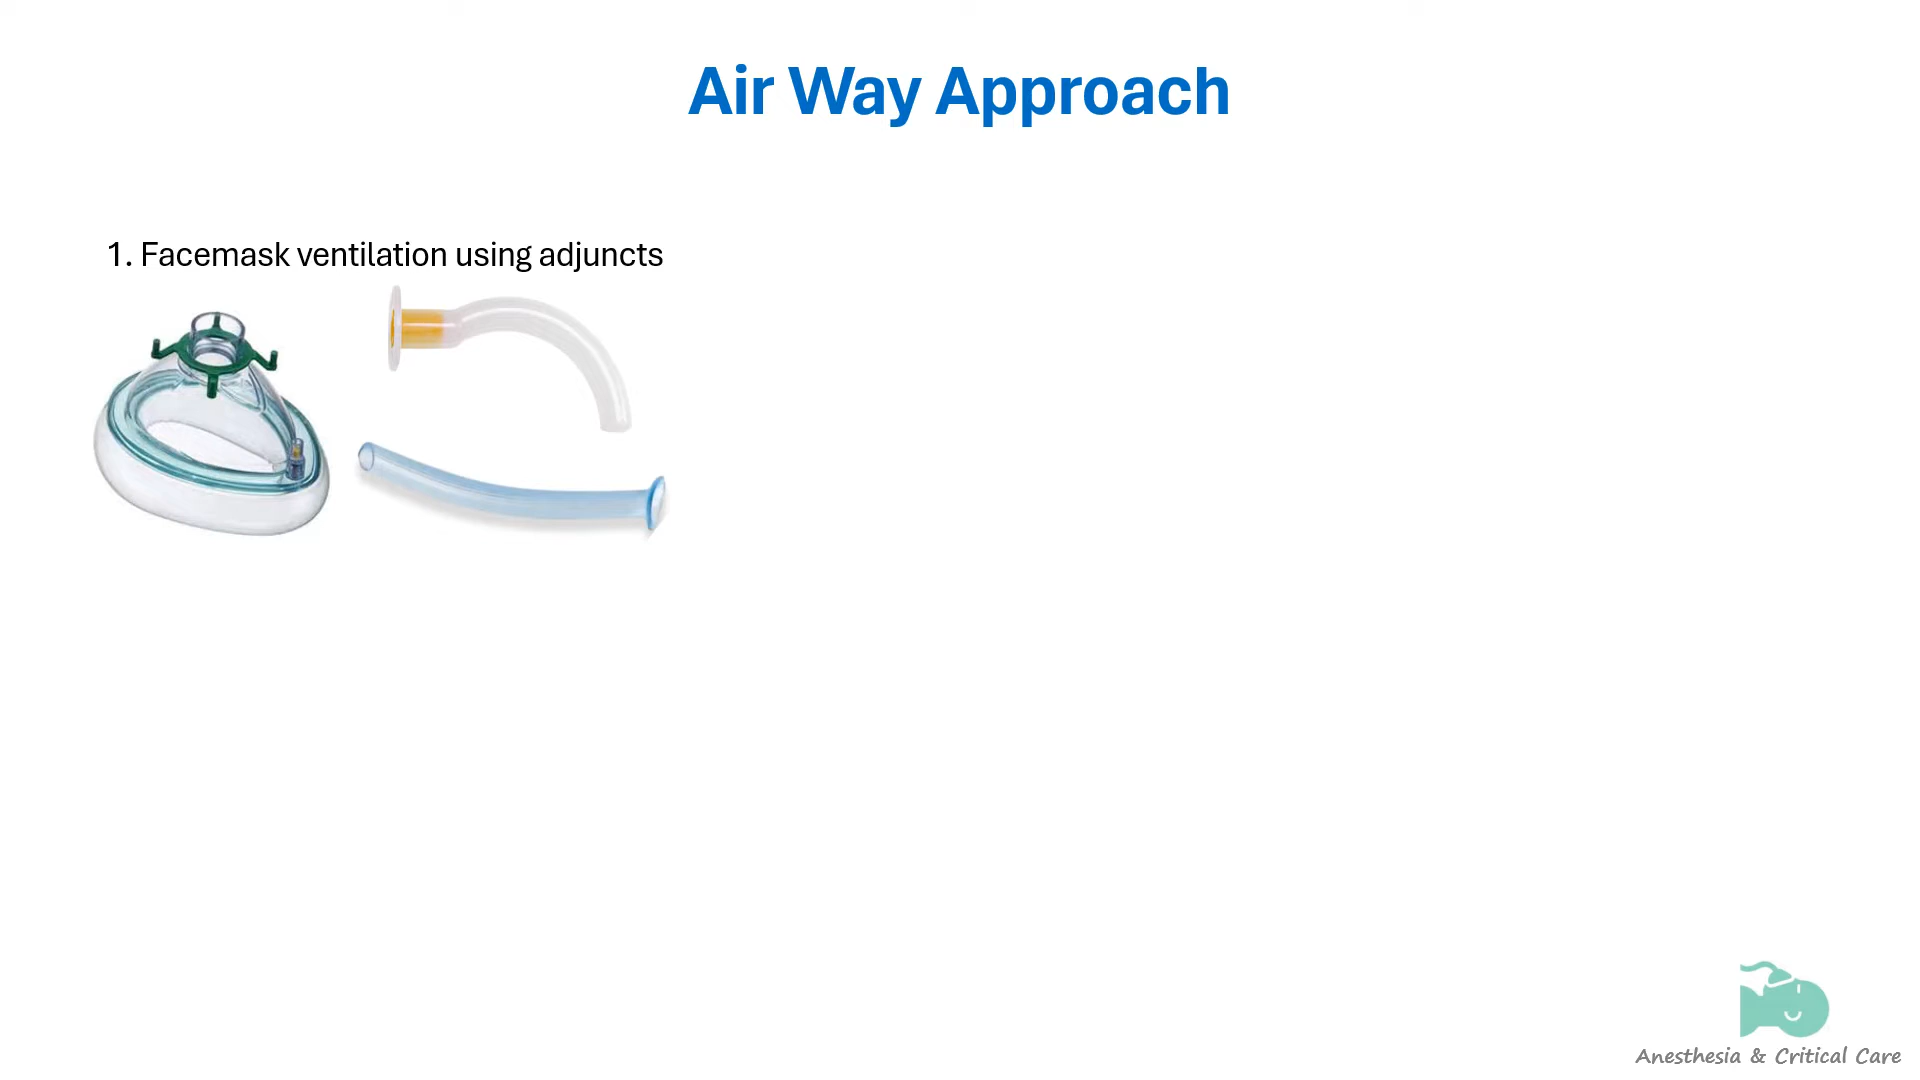 Air Way Approach
1. Facemask ventilation using adjuncts
Anesthesia & Critical Care